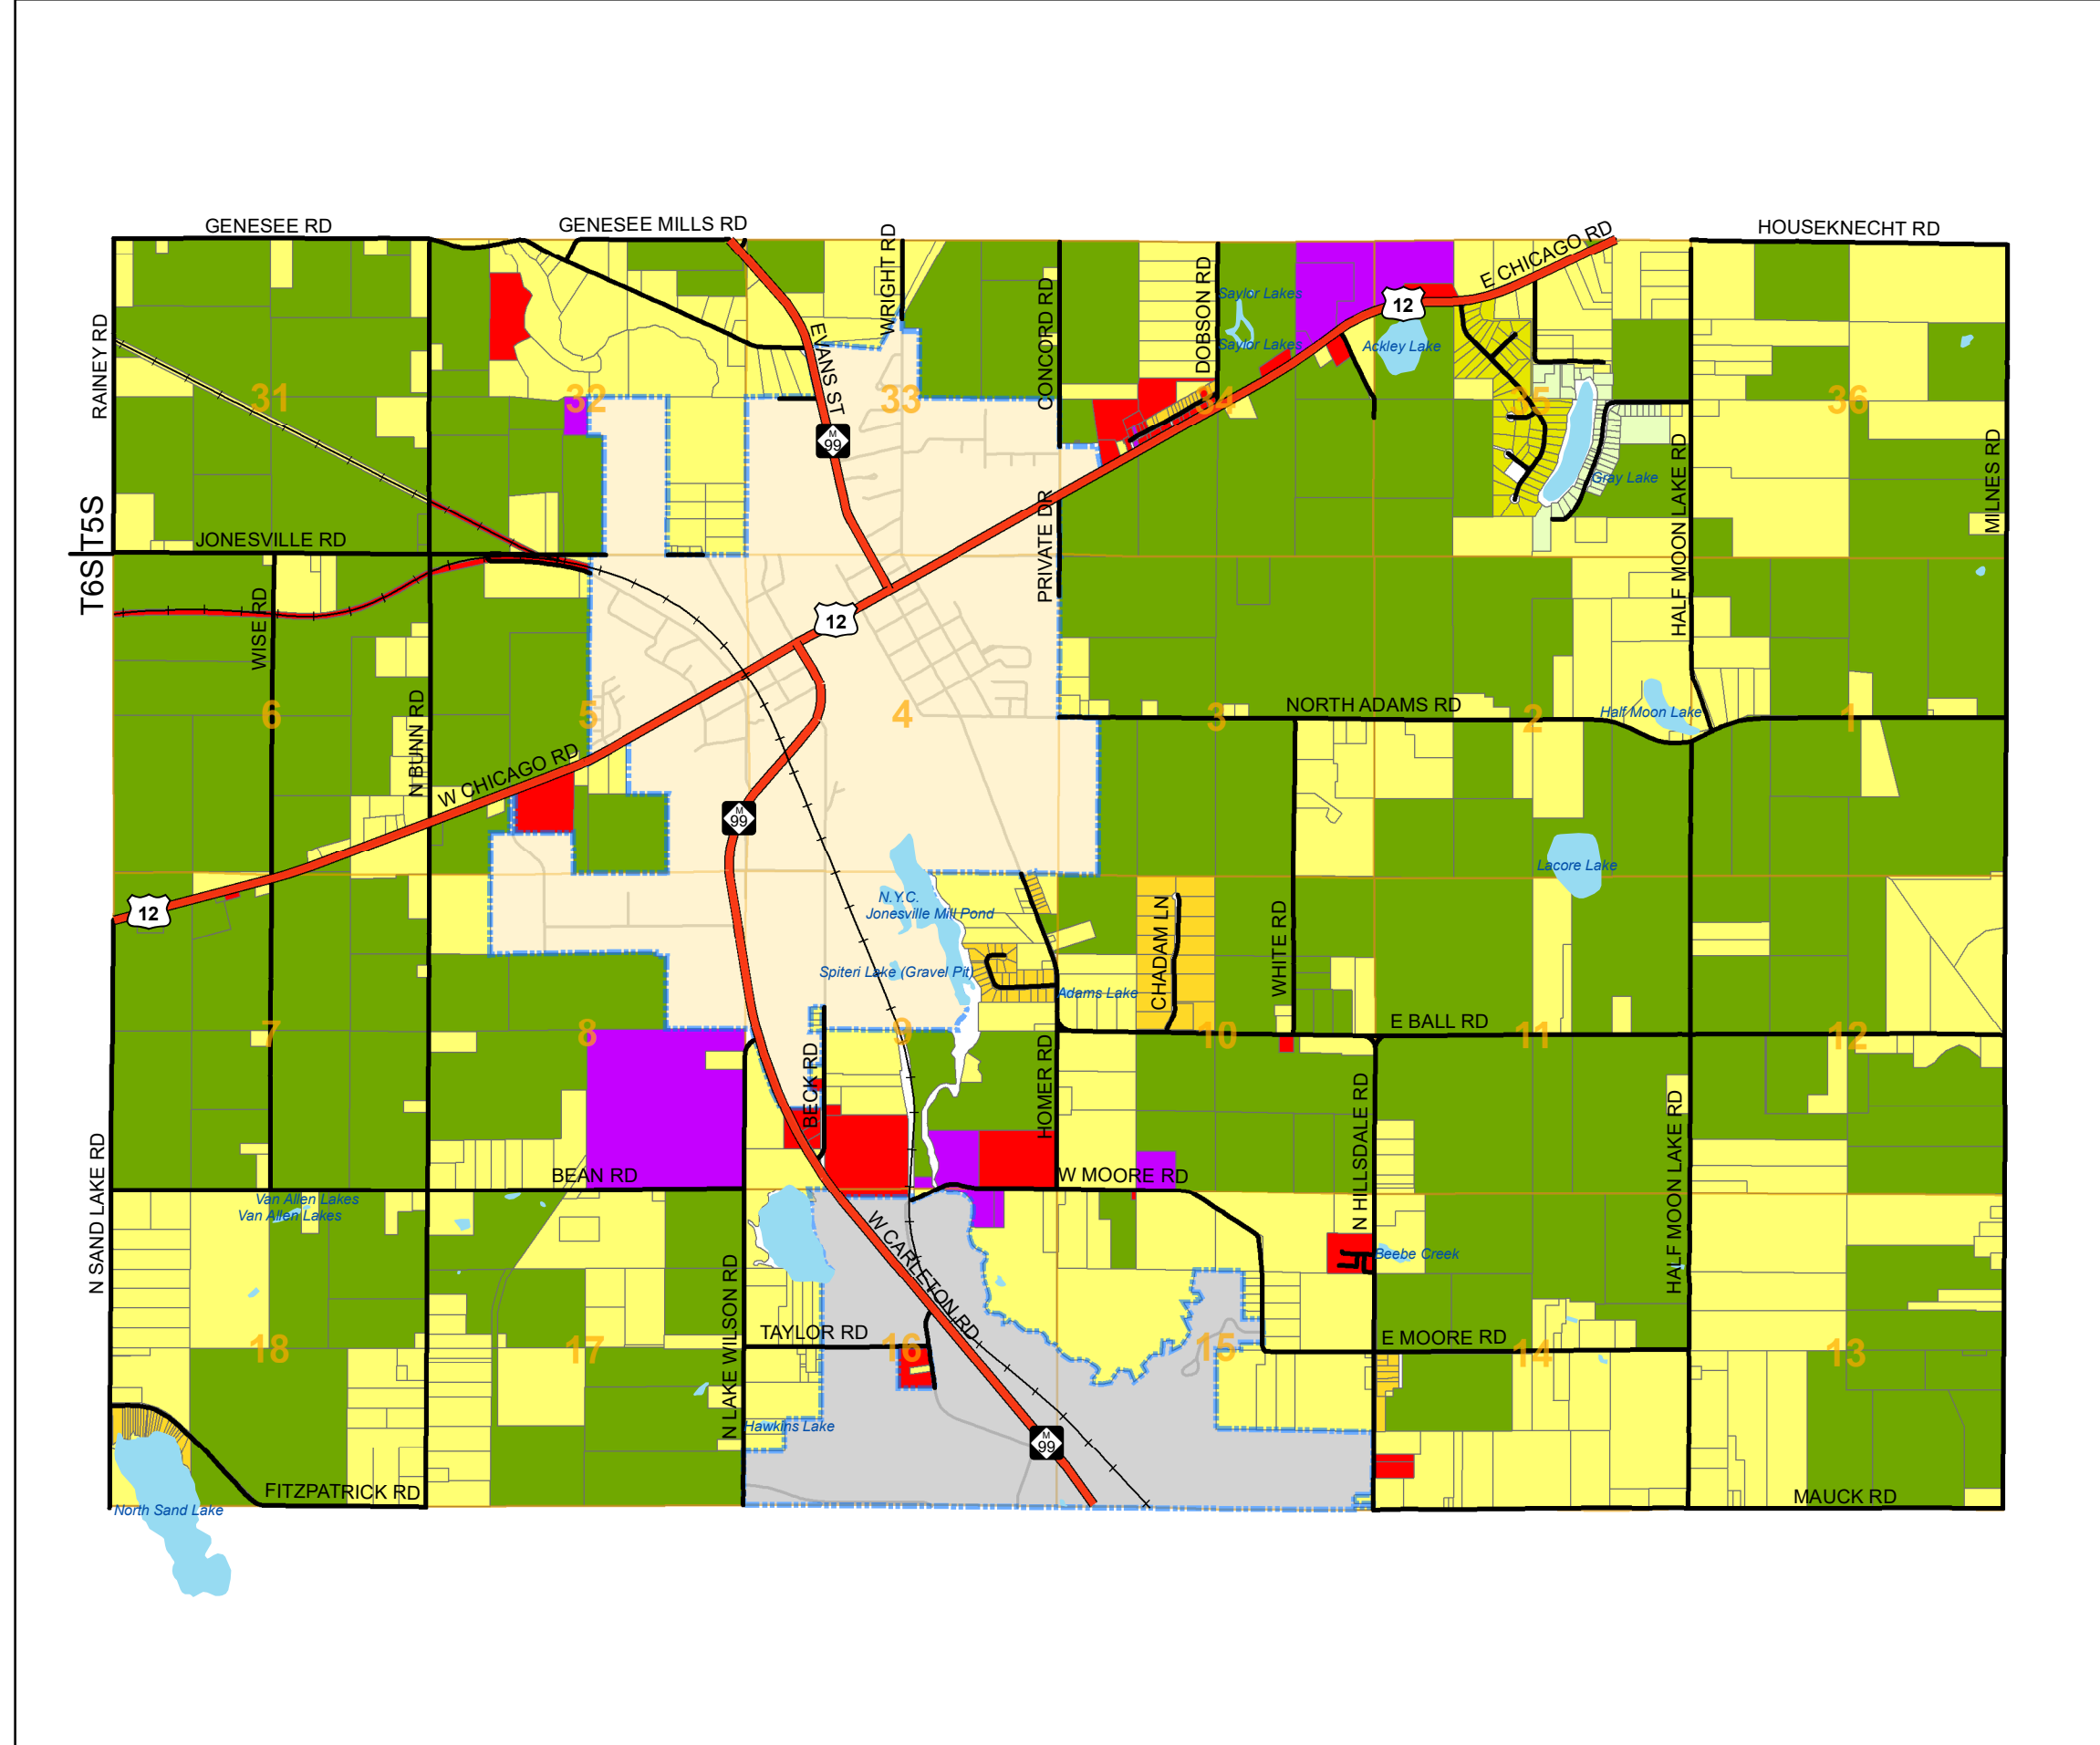 GENESEE RD
GENESEE MILLS RD
HOUSEKNECHT RD
E CHICAGO RD
WRIGHT RD
CONCORD RD
DOBSON RD
RAINEY RD
EVANS ST
Saylor Lakes
Saylor Lakes
12
Ackley Lake
31
32
33
34
35
36
M
99
Gray Lake
HALF MOON LAKE RD
MILNES RD
T5S
T6S
JONESVILLE RD
PRIVATE DR
WISE RD
12
N BUNN RD
6
5
4
3
2
1
NORTH ADAMS RD
Half Moon Lake
W CHICAGO RD
M
99
Lacore Lake
12
N.Y.C.
Jonesville Mill Pond
Spiteri Lake (Gravel Pit)
Adams Lake
CHADAM LN
WHITE RD
E BALL RD
7
8
9
10
11
12
BECK RD
HOMER RD
N HILLSDALE RD
HALF MOON LAKE RD
N SAND LAKE RD
BEAN RD
W MOORE RD
Van Allen Lakes
Van Allen Lakes
W CARLETON RD
Beebe Creek
N LAKE WILSON RD
TAYLOR RD
E MOORE RD
18
17
16
15
14
13
Hawkins Lake
M
99
FITZPATRICK RD
MAUCK RD
North Sand Lake